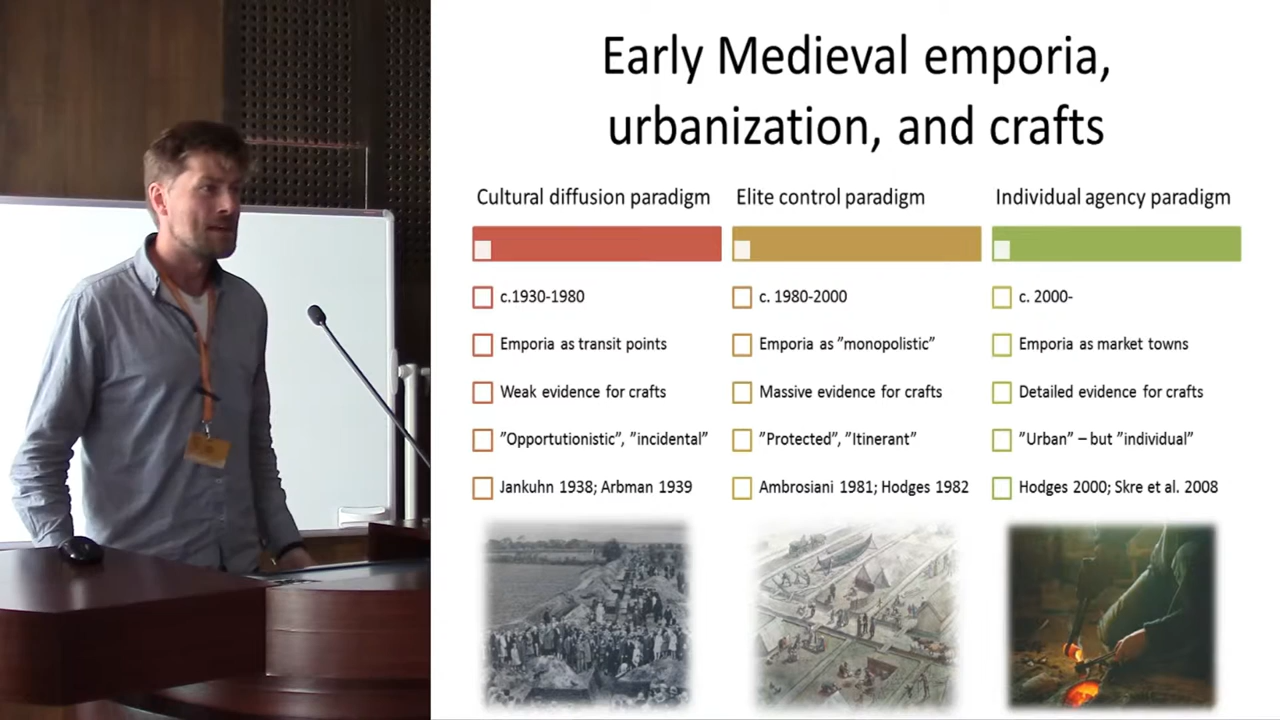 Early Medieval emporia,
urbanization, and crafts
Cultural diffusion paradigm
c.1930-1980
Emporia as transit points
Weak evidence for crafts
”Opportutionistic”, ”incidental”
Jankuhn 1938; Arbman 1939
Elite control paradigm
c. 1980-2000
Emporia as ”monopolistic”
Massive evidence for crafts
”Protected”, ”Itinerant”
Ambrosiani 1981; Hodges 1982
Individual agency paradigm
c. 2000-
Emporia as market towns
Detailed evidence for crafts
”Urban” – but ”individual”
Hodges 2000; Skre et al. 2008